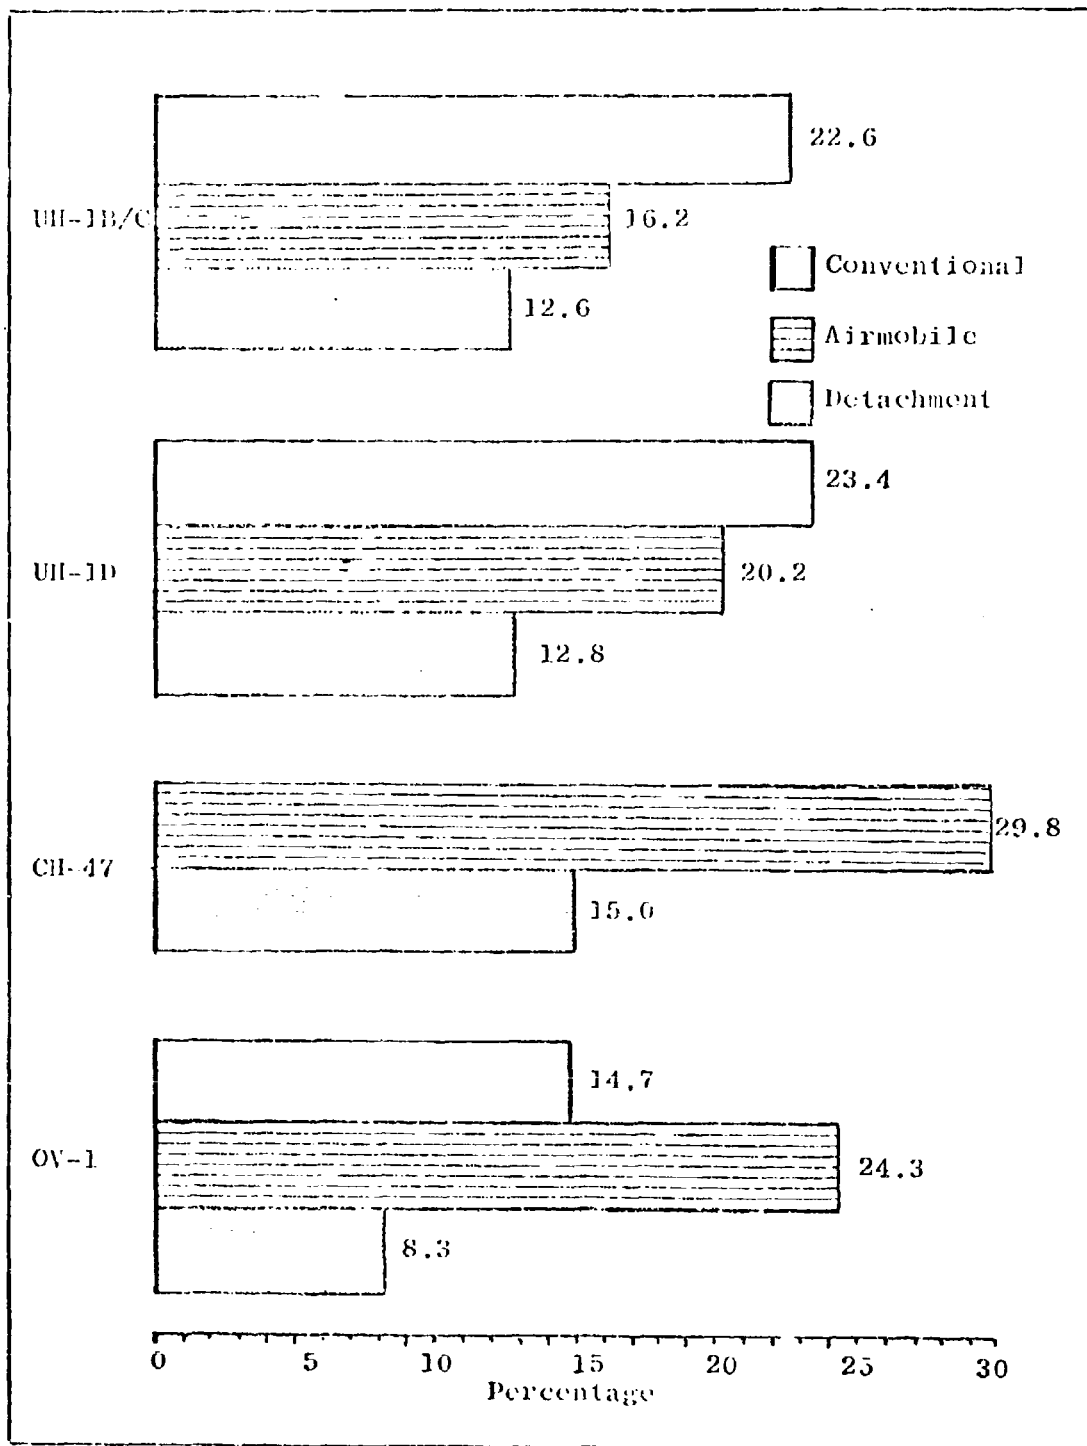 22.6
UH-1B/C
16.2
Conventional
12.6
Airmobile
Detachment
23.4
UH-1D
20.2
12.8
29.8
CH-47
15.0
14.7
OV-1
24.3
8.3
0 5 10 15 20 25 30
Percentage